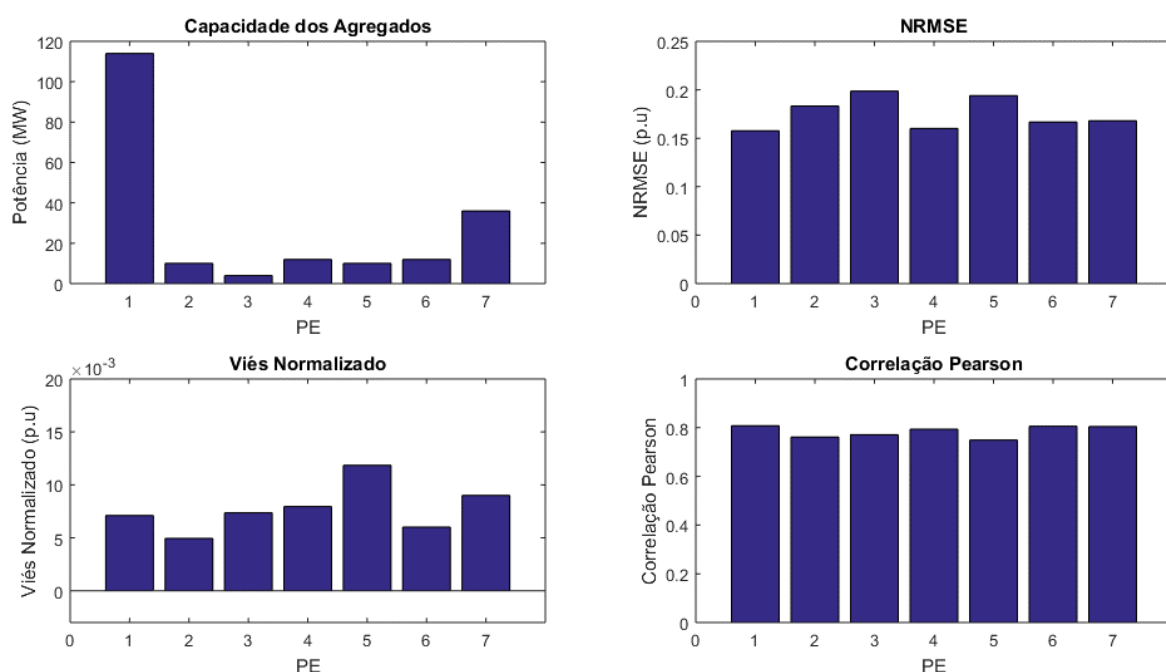 Capacidade dos Agregados
120
100
80
60
40
20
0
Potência (MW)
1 2 3 4 5 6 7
PE
NRMSE
0.25
0.2
0.15
0.1
0.05
0
NRMSE (p.u)
0 1 2 3 4 5 6 7
PE
Viés Normalizado
×10-3
20
15
10
5
0
Viés Normalizado (p.u)
0 1 2 3 4 5 6 7
PE
Correlação Pearson
1
0.8
0.6
0.4
0.2
0
Correlação Pearson
0 1 2 3 4 5 6 7
PE